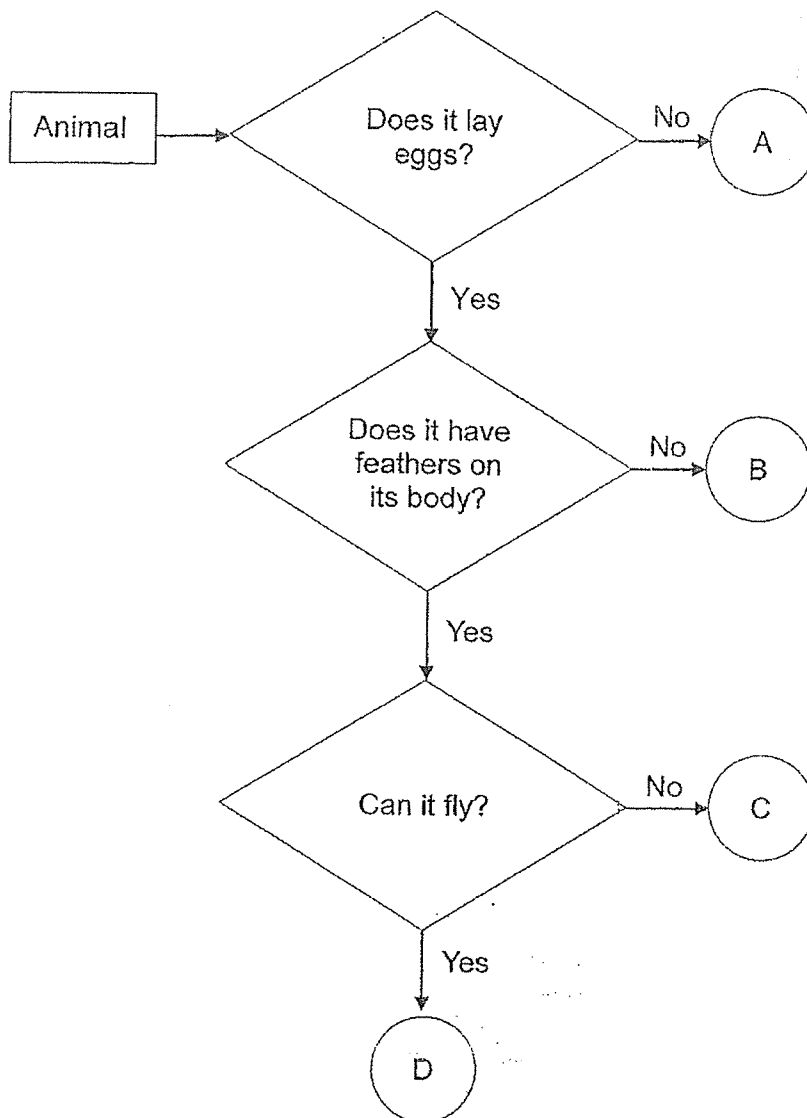 Animal
Does it lay
eggs?
No
A
Yes
Does it have
feathers on
its body?
No
B
Yes
Can it fly?
No
C
Yes
D